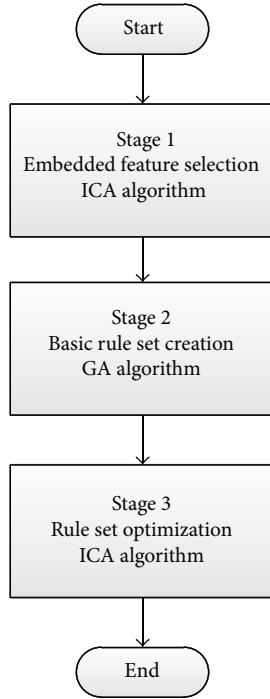 Start
Stage 1
Embedded feature selection
ICA algorithm
Stage 2
Basic rule set creation
GA algorithm
Stage 3
Rule set optimization
ICA algorithm
End